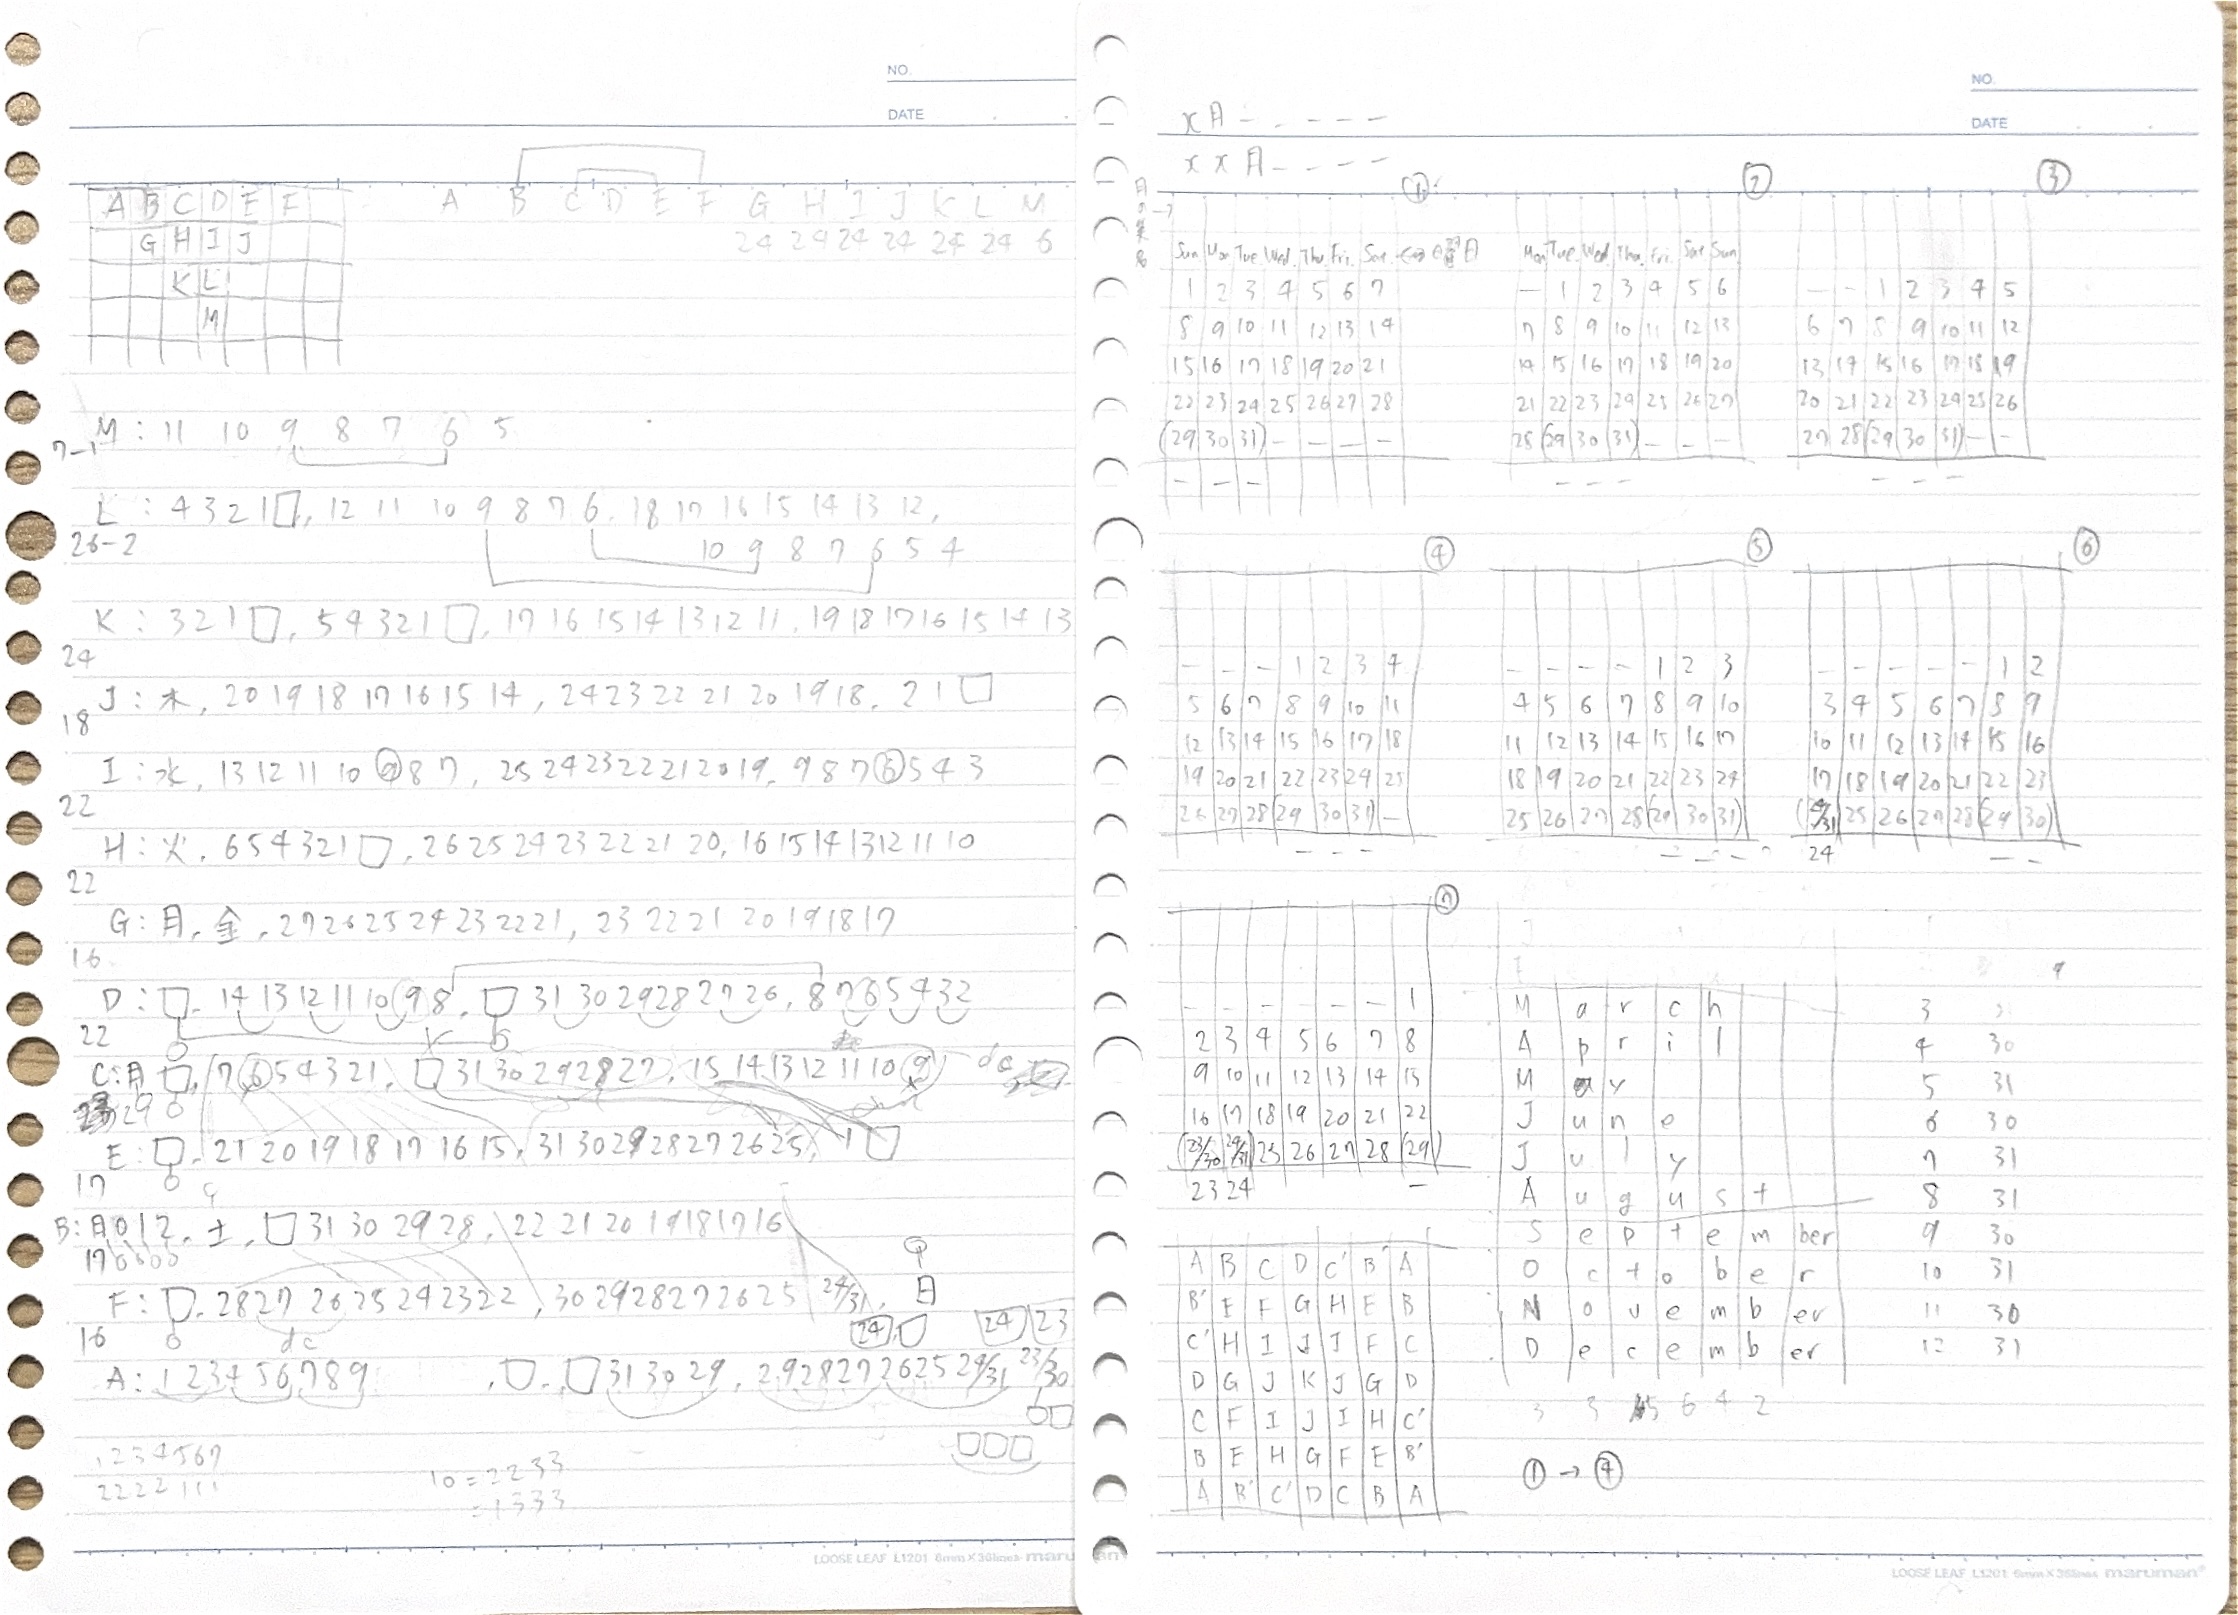 NO.
DATE
A B C D E F
G H I J
K L
M
A B C D E F G H I J K L M
24 24 24 24 24 24 6
M : 11 10 9 8 7 6 5
7-1
L : 4 3 2 1 □, 12 11 10 9 8 7 6, 18 17 16 15 14 13 12,
26-2
10 9 8 7 6 5 4
K : 3 2 1 □, 5 4 3 2 1 □, 17 16 15 14 13 12 11, 19 18 17 16 15 14 13
24
J : 木, 20 19 18 17 16 15 14, 24 23 22 21 20 19 18, 2 1 □
18
I : 水, 13 12 11 10 ⑨ 8 7, 25 24 23 22 21 20 19, 9 8 7 ⑥ 5 4 3
22
H : 火, 6 5 4 3 2 1 □, 26 25 24 23 22 21 20, 16 15 14 13 12 11 10
22
G : 月, 金, 27 26 25 24 23 22 21, 23 22 21 20 19 18 17
16
D : □, 14 13 12 11 10 9 8, □ 31 30 29 28 27 26, 8 7 6 5 4 3 2
22
C : 月 □, 7 ⑥ 5 4 3 2 1, □ 31 30 29 28 27, 15 14 13 12 11 10 ⑨ dc
29
E : □, 21 20 19 18 17 16 15, 31 30 29 28 27 26 25, 1 □
17
B : 月 0 1 2, 土, □ 31 30 29 28, 22 21 20 19 18 17 16
17
F : □, 28 27 26 25 24 23 22, 30 29 28 27 26 25 24/31, 日
16
dc
24 □ 24 23
A : 1 2 3 4 5 6 7 8 9 , □, □ 31 30 29, 29 28 27 26 25 24/31 23/30
□□□
1 2 3 4 5 6 7
2 2 2 2 1 1 1
10 = 2 2 3 3
= 1 3 3 3
LOOSE LEAF L1201 6mm×36lines maru
NO.
DATE
x月 - - - - - -
x x月 - - - - -
① ② ③
Sun Mon Tue Wed. Thu Fri. Sat.
Mon Tue Wed Thu. Fri. Sat Sun
1 2 3 4 5 6 7
8 9 10 11 12 13 14
15 16 17 18 19 20 21
22 23 24 25 26 27 28
(29 30 31) - - - -
- - -
- 1 2 3 4 5 6
7 8 9 10 11 12 13
14 15 16 17 18 19 20
21 22 23 24 25 26 27
28 (29 30 31) - - -
- - -
- - 1 2 3 4 5
6 7 8 9 10 11 12
13 14 15 16 17 18 19
20 21 22 23 24 25 26
27 28 (29 30 31) - -
- - -
④ ⑤ ⑥
- - - 1 2 3 4
5 6 7 8 9 10 11
12 13 14 15 16 17 18
19 20 21 22 23 24 25
26 27 28 (29 30 31) -
- - -
- - - - 1 2 3
4 5 6 7 8 9 10
11 12 13 14 15 16 17
18 19 20 21 22 23 24
25 26 27 28 (29 30 31)
- - - -
- - - - - 1 2
3 4 5 6 7 8 9
10 11 12 13 14 15 16
17 18 19 20 21 22 23
(24/31 25 26 27 28 (29 30)
24 - -
⑦
- - - - - - 1
2 3 4 5 6 7 8
9 10 11 12 13 14 15
16 17 18 19 20 21 22
(23/30 24/31 25 26 27 28 (29)
23 24 -
March 3
April 4 30
May 5 31
June 6 30
July 7 31
August 8 31
September 9 30
October 10 31
November 11 30
December 12 31
3 3 5 6 4 2
① → ④
A B C D C' B' A
B' E F G H E B
C' H I J I F C
D G J K J G D
C F I J I H C'
B E H G F E B'
A B' C' D C B A
LOOSE LEAF L1201 6mm×36lines maruman